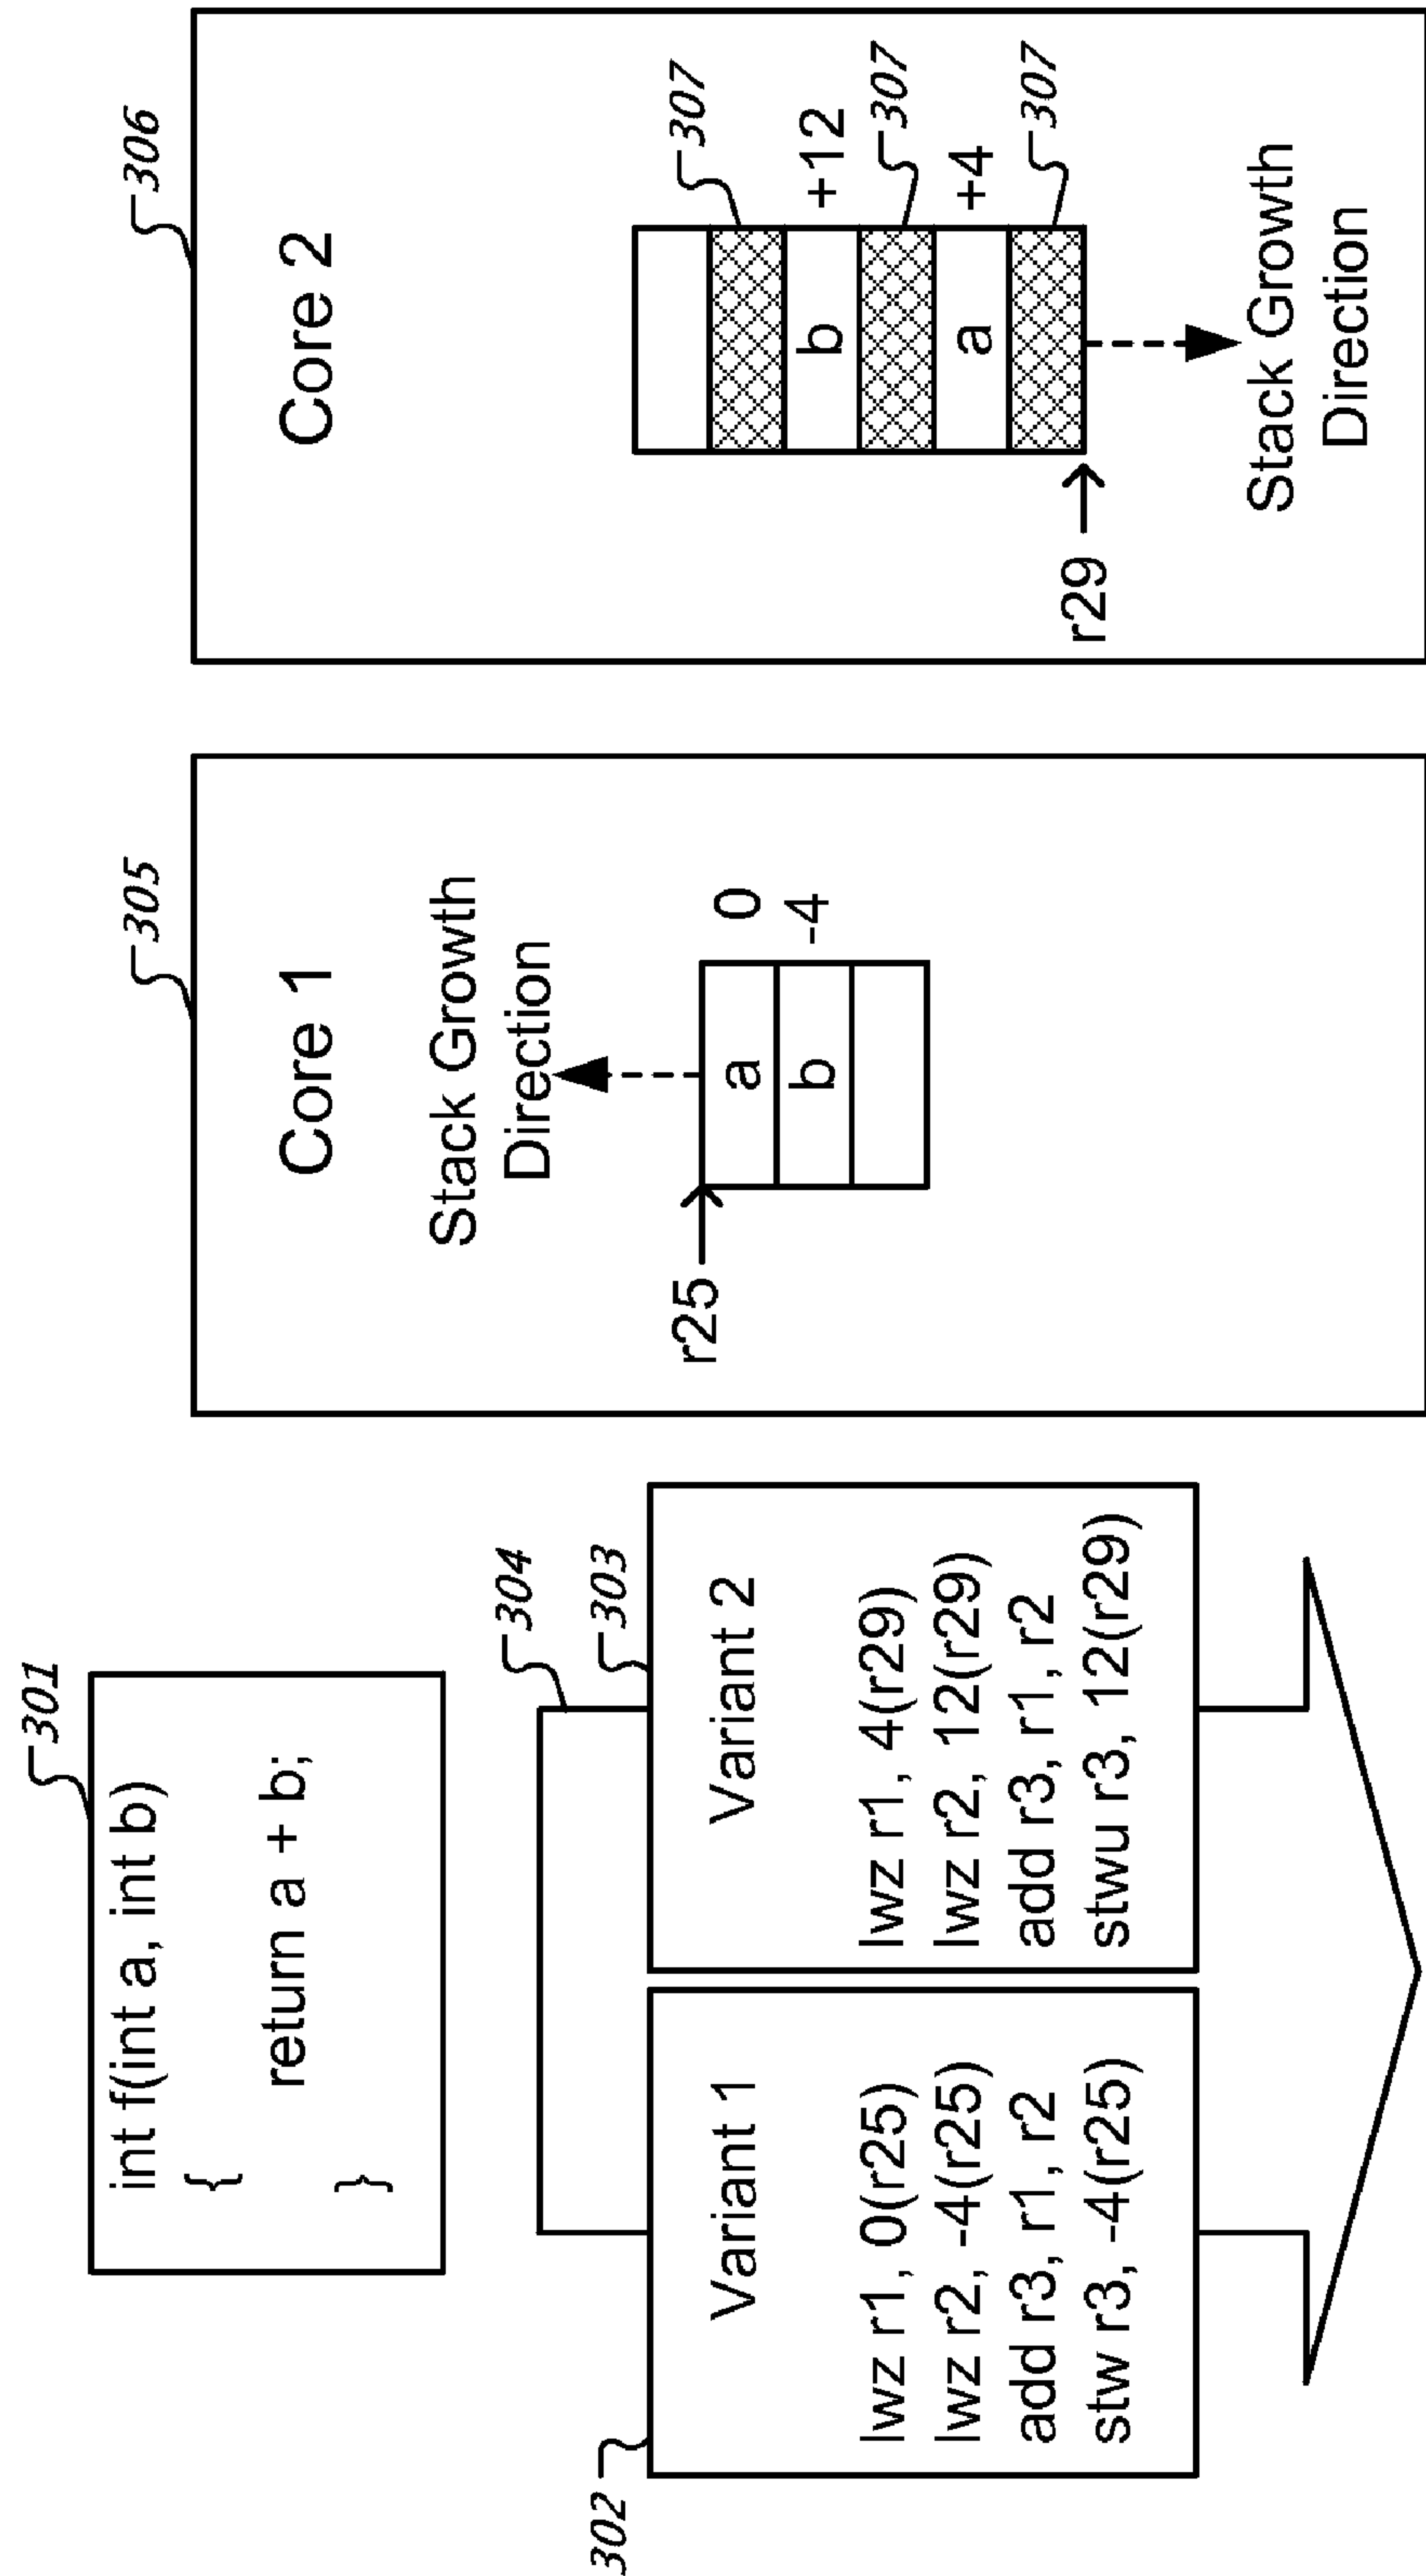 301
int f(int a, int b)
{
return a + b;
}
304
302
303
Variant 1
lwz r1, 0(r25)
lwz r2, -4(r25)
add r3, r1, r2
stw r3, -4(r25)
Variant 2
lwz r1, 4(r29)
lwz r2, 12(r29)
add r3, r1, r2
stwu r3, 12(r29)
305
Core 1
Stack Growth
Direction
r25
a 0
b -4
306
Core 2
307
b +12
307
a +4
307
r29
Stack Growth
Direction